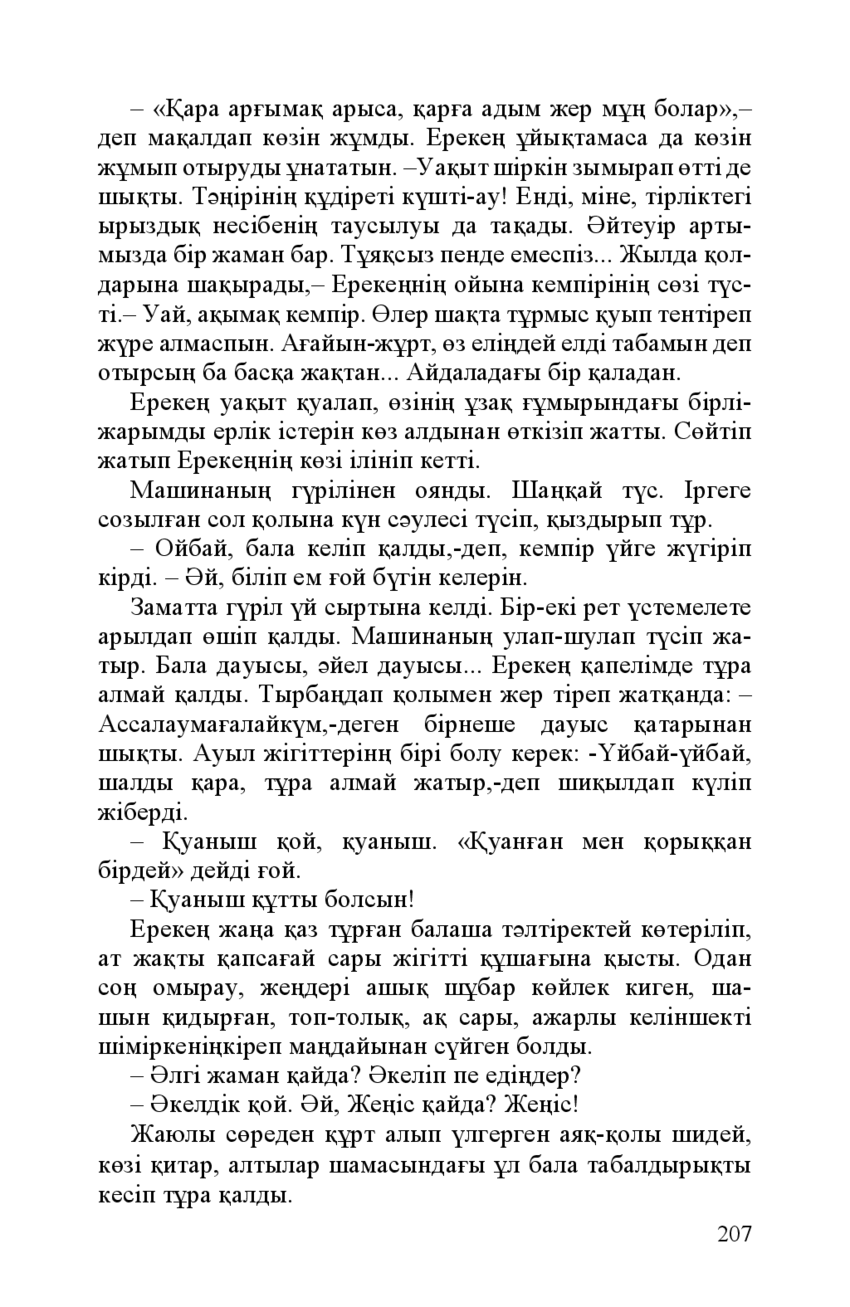 – «Қара арғымақ арыса, қарға адым жер мұң болар»,–
деп мақалдап көзін жұмды. Ерекең ұйықтамаса да көзін
жұмып отыруды ұнататын. –Уақыт шіркін зымырап өтті де
шықты. Тәңірінің құдіреті күшті-ау! Енді, міне, тірліктегі
ырыздық несібенің таусылуы да тақады. Әйтеуір арты-
мызда бір жаман бар. Тұяқсыз пенде емеспіз... Жылда қол-
дарына шақырады,– Ерекеңнің ойына кемпірінің сөзі түс-
ті.– Уай, ақымақ кемпір. Өлер шақта тұрмыс қуып тентіреп
жүре алмаспын. Ағайын-жұрт, өз еліңдей елді табамын деп
отырсың ба басқа жақтан... Айдаладағы бір қаладан.
Ерекең уақыт қуалап, өзінің ұзақ ғұмырындағы бірлі-
жарымды ерлік істерін көз алдынан өткізіп жатты. Сөйтіп
жатып Ерекеңнің көзі ілініп кетті.
Машинаның гүрілінен оянды. Шаңқай түс. Іргеге
созылған сол қолына күн сәулесі түсіп, қыздырып тұр.
– Ойбай, бала келіп қалды,-деп, кемпір үйге жүгіріп
кірді. – Әй, біліп ем ғой бүгін келерін.
Заматта гүріл үй сыртына келді. Бір-екі рет үстемелете
арылдап өшіп қалды. Машинаның улап-шулап түсіп жа-
тыр. Бала дауысы, әйел дауысы... Ерекең қапелімде тұра
алмай қалды. Тырбаңдап қолымен жер тіреп жатқанда: –
Ассалаумағалайкүм,-деген бірнеше дауыс қатарынан
шықты. Ауыл жігіттерінң бірі болу керек: -Үйбай-үйбай,
шалды қара, тұра алмай жатыр,-деп шиқылдап күліп
жіберді.
– Қуаныш қой, қуаныш. «Қуанған мен қорыққан
бірдей» дейді ғой.
– Қуаныш құтты болсын!
Ерекең жаңа қаз тұрған балаша тәлтіректей көтеріліп,
ат жақты қапсағай сары жігітті құшағына қысты. Одан
соң омырау, жеңдері ашық шұбар көйлек киген, ша-
шын қидырған, топ-толық, ақ сары, ажарлы келіншекті
шіміркеніңкіреп маңдайынан сүйген болды.
– Әлгі жаман қайда? Әкеліп пе едіңдер?
– Әкелдік қой. Әй, Жеңіс қайда? Жеңіс!
Жаюлы сөреден құрт алып үлгерген аяқ-қолы шидей,
көзі қитар, алтылар шамасындағы ұл бала табалдырықты
кесіп тұра қалды.
207